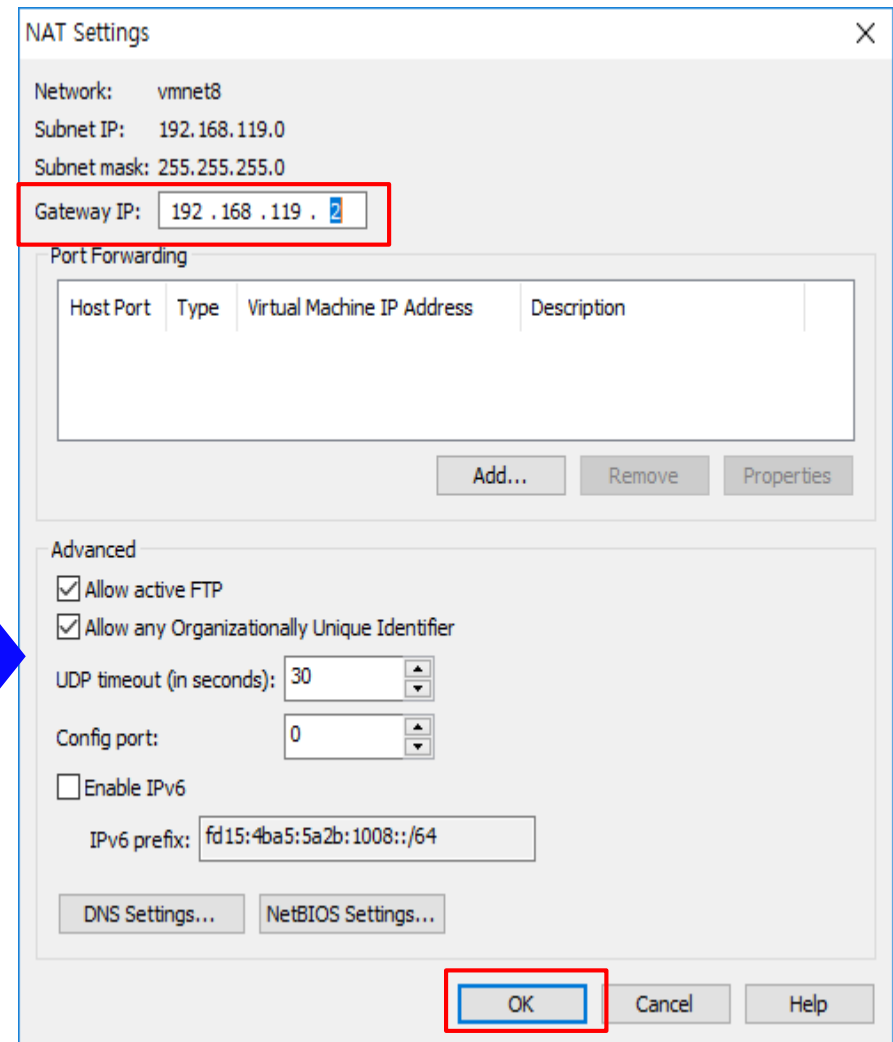 NAT Settings
Network: vmnet8
Subnet IP: 192.168.119.0
Subnet mask: 255.255.255.0
Gateway IP: 192 . 168 . 119 . 2
Port Forwarding
Host Port Type Virtual Machine IP Address Description
Add... Remove Properties
Advanced
Allow active FTP
Allow any Organizationally Unique Identifier
UDP timeout (in seconds): 30
Config port: 0
Enable IPv6
IPv6 prefix: fd15:4ba5:5a2b:1008::/64
DNS Settings... NetBIOS Settings...
OK Cancel Help